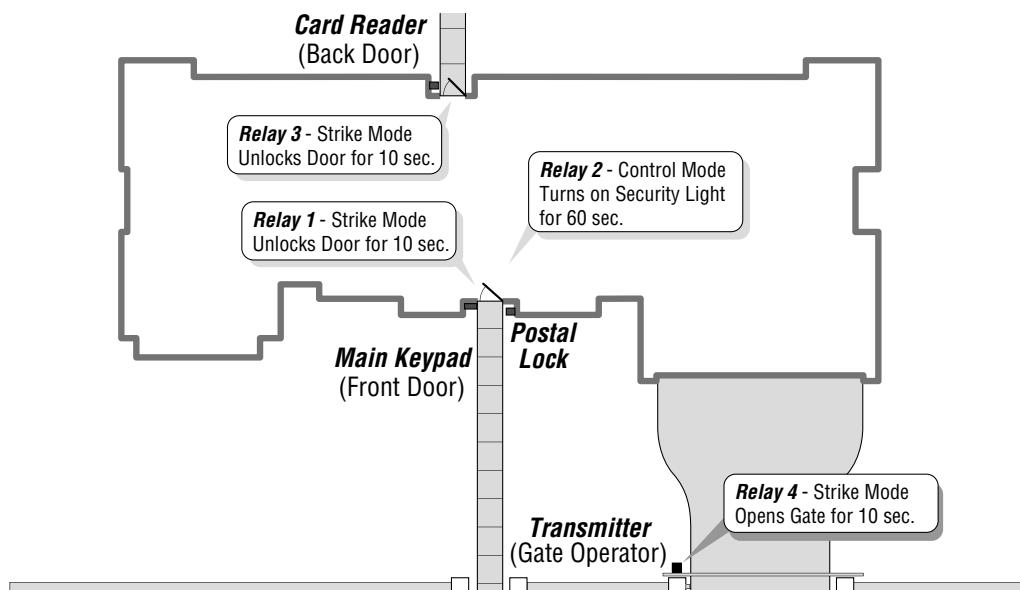 Card Reader
(Back Door)
Relay 3 - Strike Mode
Unlocks Door for 10 sec.
Relay 2 - Control Mode
Turns on Security Light
for 60 sec.
Relay 1 - Strike Mode
Unlocks Door for 10 sec.
Postal
Lock
Main Keypad
(Front Door)
Relay 4 - Strike Mode
Opens Gate for 10 sec.
Transmitter
(Gate Operator)